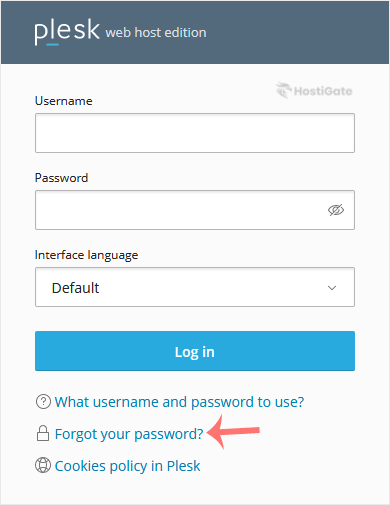 plesk web host edition
HostiGate
Username
Password
Interface language
Default
Log in
What username and password to use?
Forgot your password?
Cookies policy in Plesk